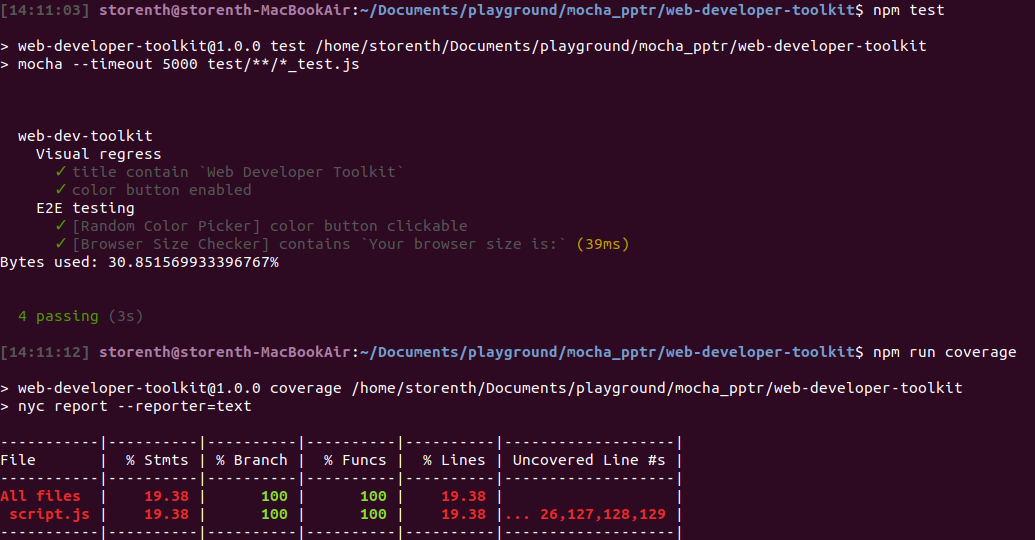 [14:11:03] storenth@storenth-MacBookAir:~/Documents/playground/mocha_pptr/web-developer-toolkit$ npm test
> web-developer-toolkit@1.0.0 test /home/storenth/Documents/playground/mocha_pptr/web-developer-toolkit
> mocha --timeout 5000 test/**/*_test.js
web-dev-toolkit
Visual regress
✓ title contain `Web Developer Toolkit`
✓ color button enabled
E2E testing
✓ [Random Color Picker] color button clickable
✓ [Browser Size Checker] contains `Your browser size is:` (39ms)
Bytes used: 30.851569933396767%
4 passing (3s)
[14:11:12] storenth@storenth-MacBookAir:~/Documents/playground/mocha_pptr/web-developer-toolkit$ npm run coverage
> web-developer-toolkit@1.0.0 coverage /home/storenth/Documents/playground/mocha_pptr/web-developer-toolkit
> nyc report --reporter=text
-----------|----------|----------|----------|----------|-------------------|
File       |  % Stmts | % Branch |  % Funcs |  % Lines | Uncovered Line #s |
-----------|----------|----------|----------|----------|-------------------|
All files  |    19.38 |      100 |      100 |    19.38 |                   |
 script.js |    19.38 |      100 |      100 |    19.38 |... 26,127,128,129 |
-----------|----------|----------|----------|----------|-------------------|